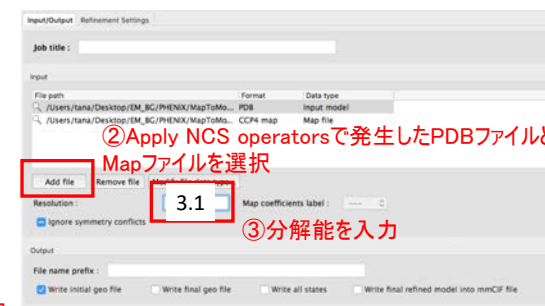 Input/Output Refinement Settings
Job title :
Input
File path Format Data type
/Users/tana/Desktop/EM_BG/PHENIX/MapToMo... PDB Input model
/Users/tana/Desktop/EM_BG/PHENIX/MapToMo... CCP4 map Map file
②Apply NCS operatorsで発生したPDBファイルと
Mapファイルを選択
Add file Remove file
Resolution : 3.1 Map coefficients label : ---
Ignore symmetry conflicts
③分解能を入力
Output
File name prefix :
Write initial geo file Write final geo file Write all states Write final refined model into mmCIF file